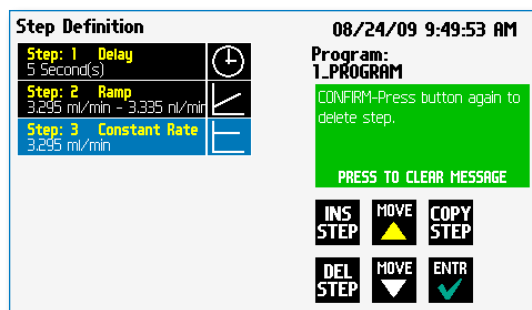 Step Definition
08/24/09 9:49:53 AM
Step: 1 Delay
5 Second(s)
Step: 2 Ramp
3.295 ml/min - 3.335 nl/min
Step: 3 Constant Rate
3.295 ml/min
Program:
1_PROGRAM
CONFIRM-Press button again to
delete step.
PRESS TO CLEAR MESSAGE
INS
STEP
MOVE
COPY
STEP
DEL
STEP
MOVE
ENTR